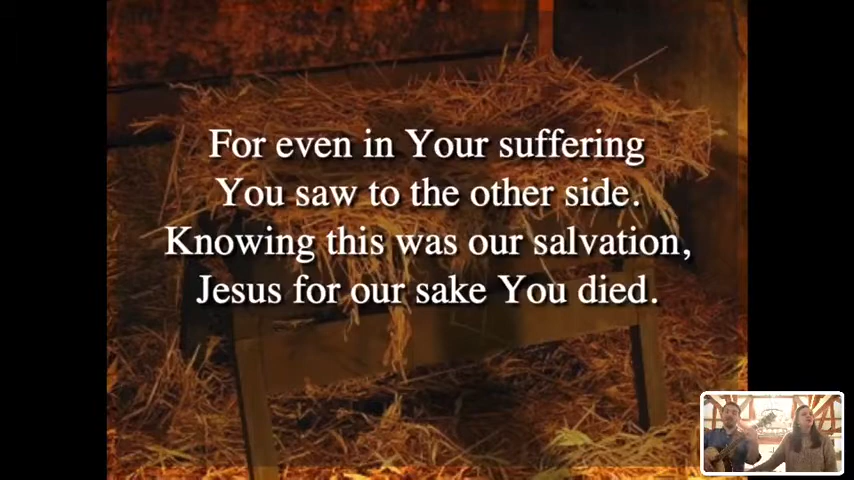 For even in Your suffering
You saw to the other side.
Knowing this was our salvation,
Jesus for our sake You died.